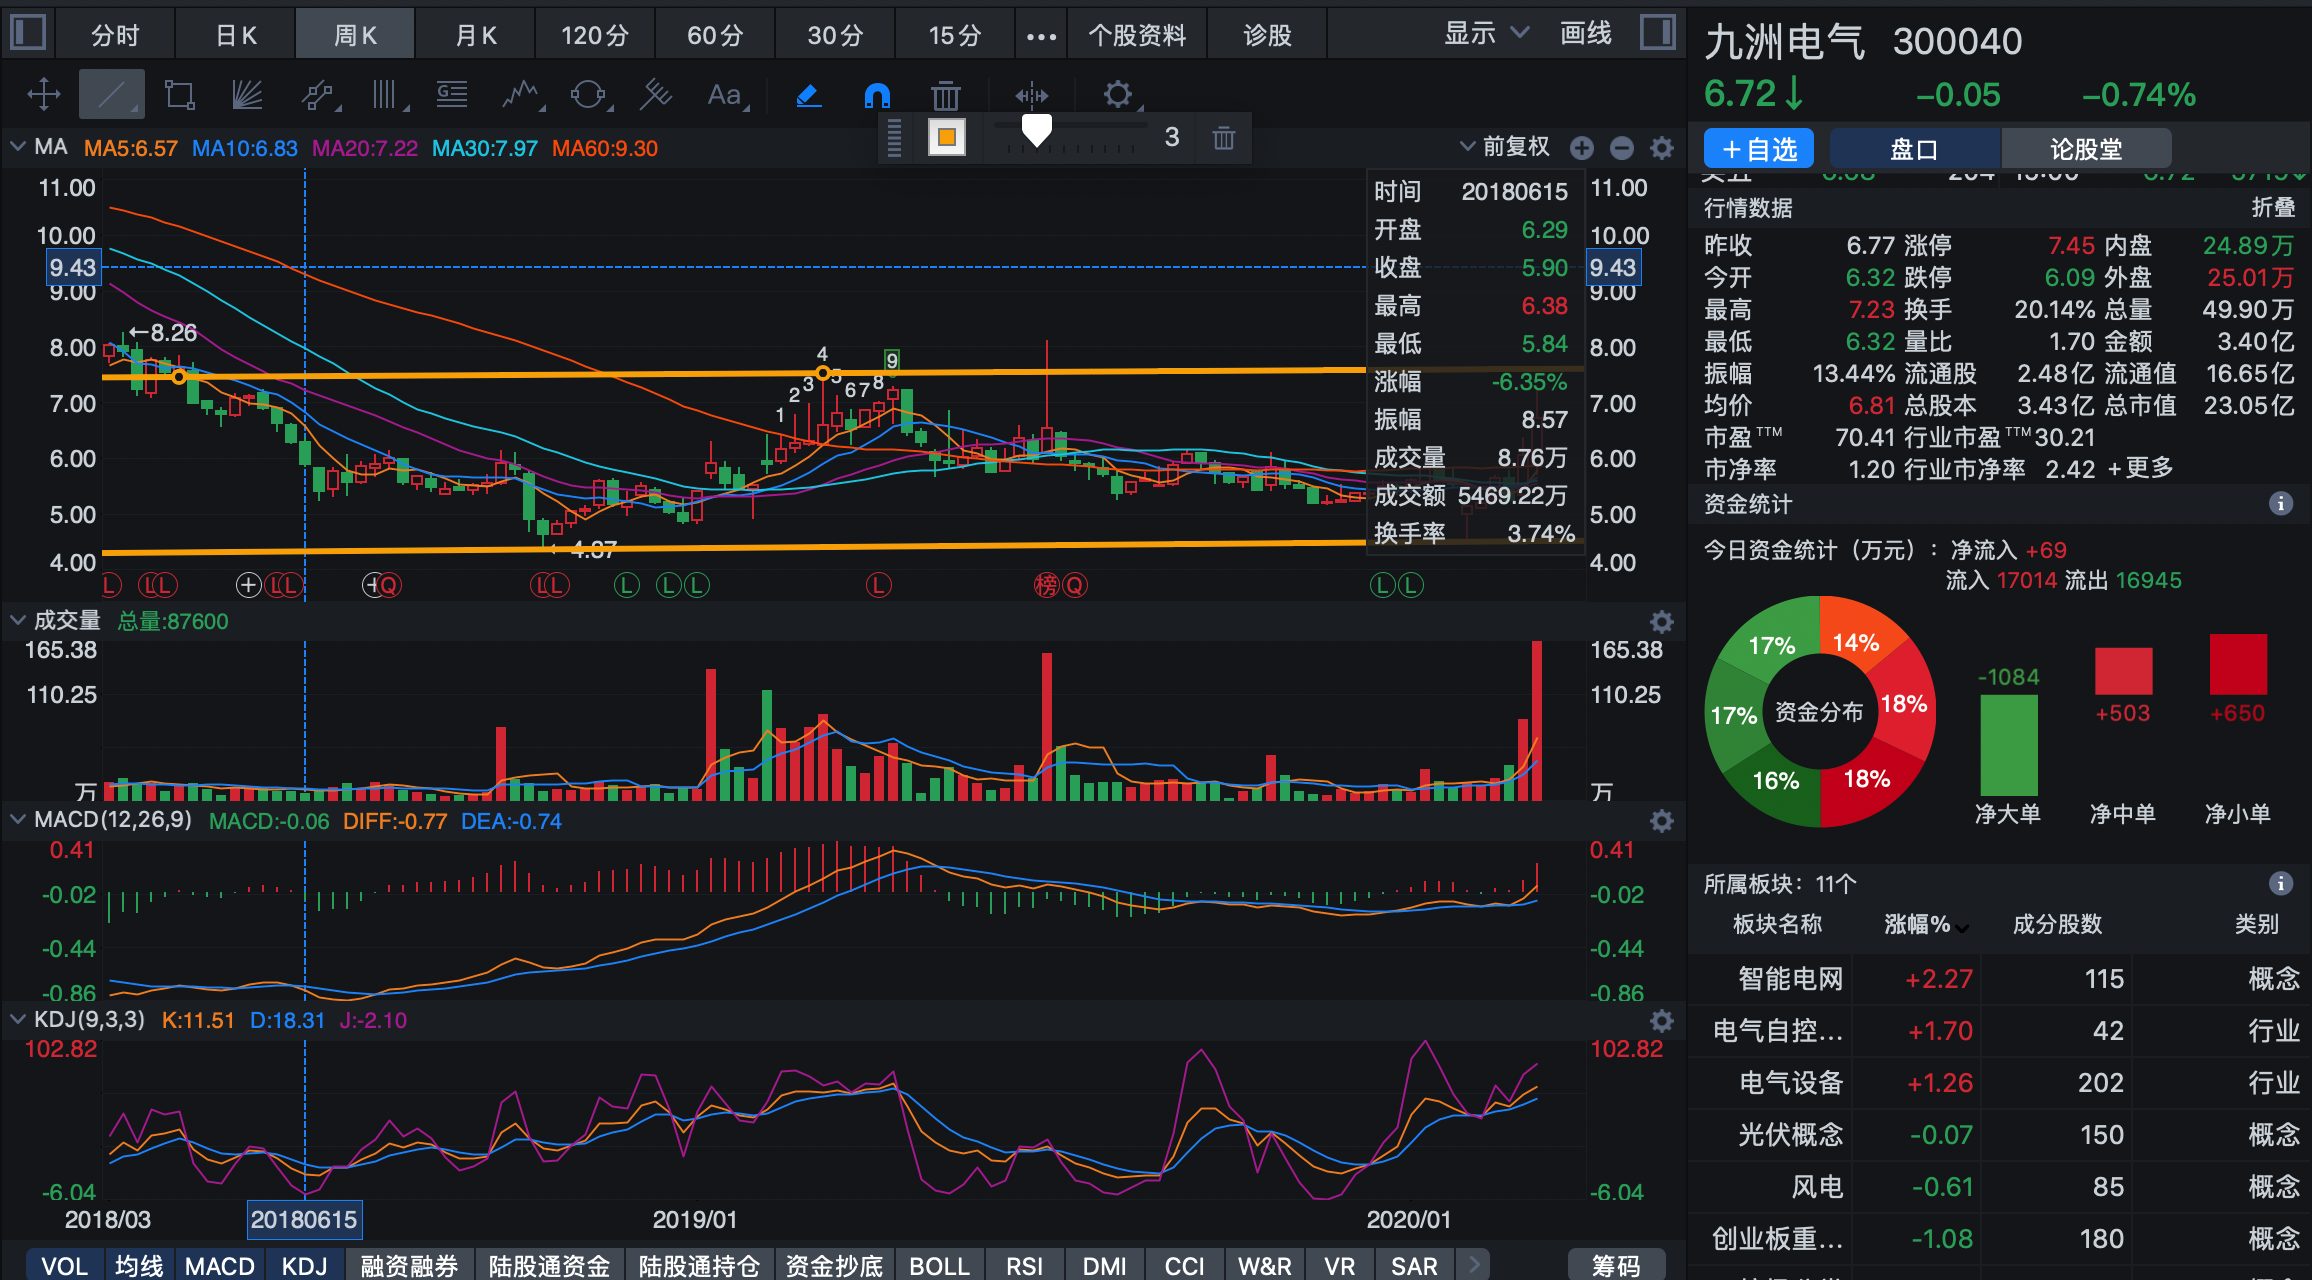 分时 日K 周K 月K 120分 60分 30分 15分 ••• 个股资料 诊股 显示 画线
G Aa
3
MA MA5:6.57 MA10:6.83 MA20:7.22 MA30:7.97 MA60:9.30 前复权
11.00 11.00
10.00 10.00
9.43 9.43
9.00 9.00
8.00 8.00
7.00 7.00
6.00 6.00
5.00 5.00
4.00 4.00
←8.26
1 2 3 4 5 6 7 8 9
←4.37
时间 20180615
开盘 6.29
收盘 5.90
最高 6.38
最低 5.84
涨幅 -6.35%
振幅 8.57
成交量 8.76万
成交额 5469.22万
换手率 3.74%
L L L + L L + Q L L L L L L 榜 Q L L
成交量 总量:87600
165.38 165.38
110.25 110.25
万 万
MACD(12,26,9) MACD:-0.06 DIFF:-0.77 DEA:-0.74
0.41 0.41
-0.02 -0.02
-0.44 -0.44
-0.86 -0.86
KDJ(9,3,3) K:11.51 D:18.31 J:-2.10
102.82 102.82
-6.04 -6.04
2018/03 20180615 2019/01 2020/01
VOL 均线 MACD KDJ 融资融券 陆股通资金 陆股通持仓 资金抄底 BOLL RSI DMI CCI W&R VR SAR 筹码
九洲电气 300040
6.72↓ -0.05 -0.74%
+自选 盘口 论股堂
行情数据 折叠
昨收 6.77 涨停 7.45 内盘 24.89万
今开 6.32 跌停 6.09 外盘 25.01万
最高 7.23 换手 20.14% 总量 49.90万
最低 6.32 量比 1.70 金额 3.40亿
振幅 13.44% 流通股 2.48亿 流通值 16.65亿
均价 6.81 总股本 3.43亿 总市值 23.05亿
市盈TTM 70.41 行业市盈TTM 30.21
市净率 1.20 行业市净率 2.42 +更多
资金统计 i
今日资金统计（万元）：净流入 +69
流入 17014 流出 16945
17% 14%
17% 资金分布 18%
16% 18%
-1084 +503 +650
净大单 净中单 净小单
所属板块：11个 i
板块名称 涨幅% 成分股数 类别
智能电网 +2.27 115 概念
电气自控... +1.70 42 行业
电气设备 +1.26 202 行业
光伏概念 -0.07 150 概念
风电 -0.61 85 概念
创业板重... -1.08 180 概念